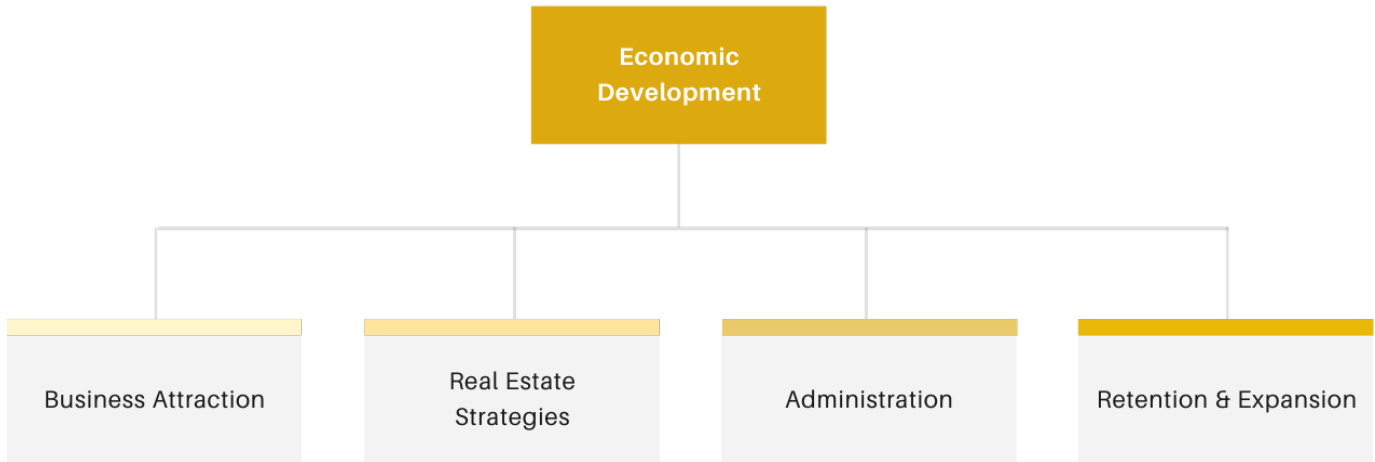 Economic
Development
Business Attraction
Real Estate
Strategies
Administration
Retention & Expansion